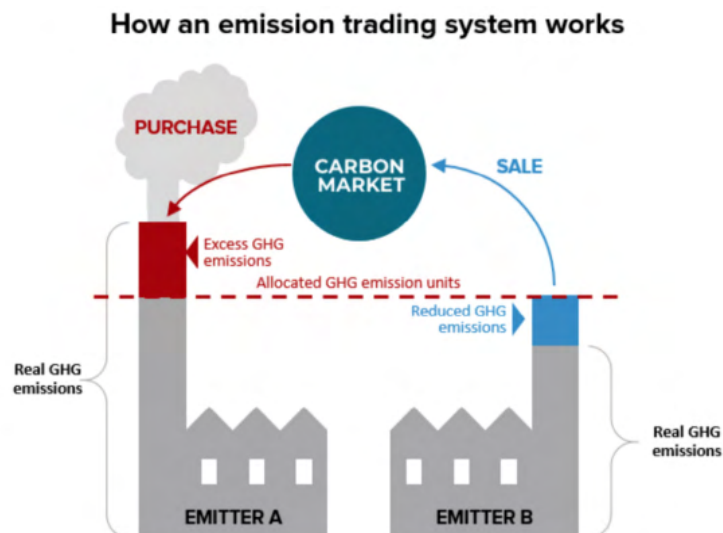 How an emission trading system works
PURCHASE
CARBON
MARKET
SALE
Excess GHG
emissions
Allocated GHG emission units
Reduced GHG
emissions
Real GHG
emissions
Real GHG
emissions
EMITTER A
EMITTER B